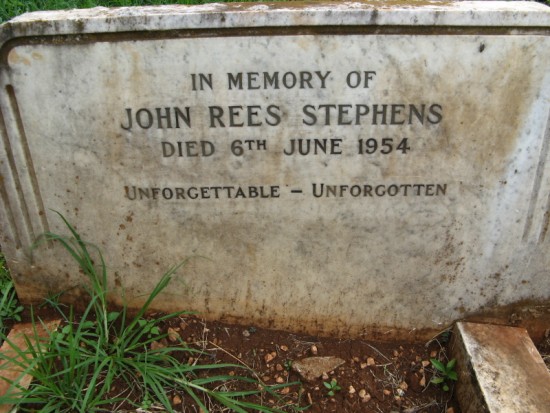 IN MEMORY OF
JOHN REES STEPHENS
DIED 6TH JUNE 1954
UNFORGETTABLE – UNFORGOTTEN